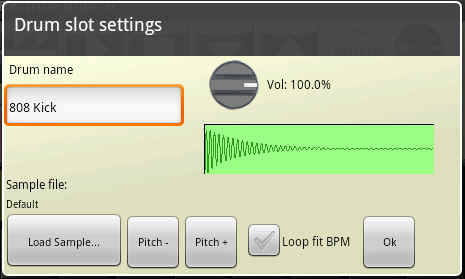 Drum slot settings
Drum name
Vol: 100.0%
808 Kick
Sample file:
Default
Load Sample...
Pitch -
Pitch +
Loop fit BPM
Ok